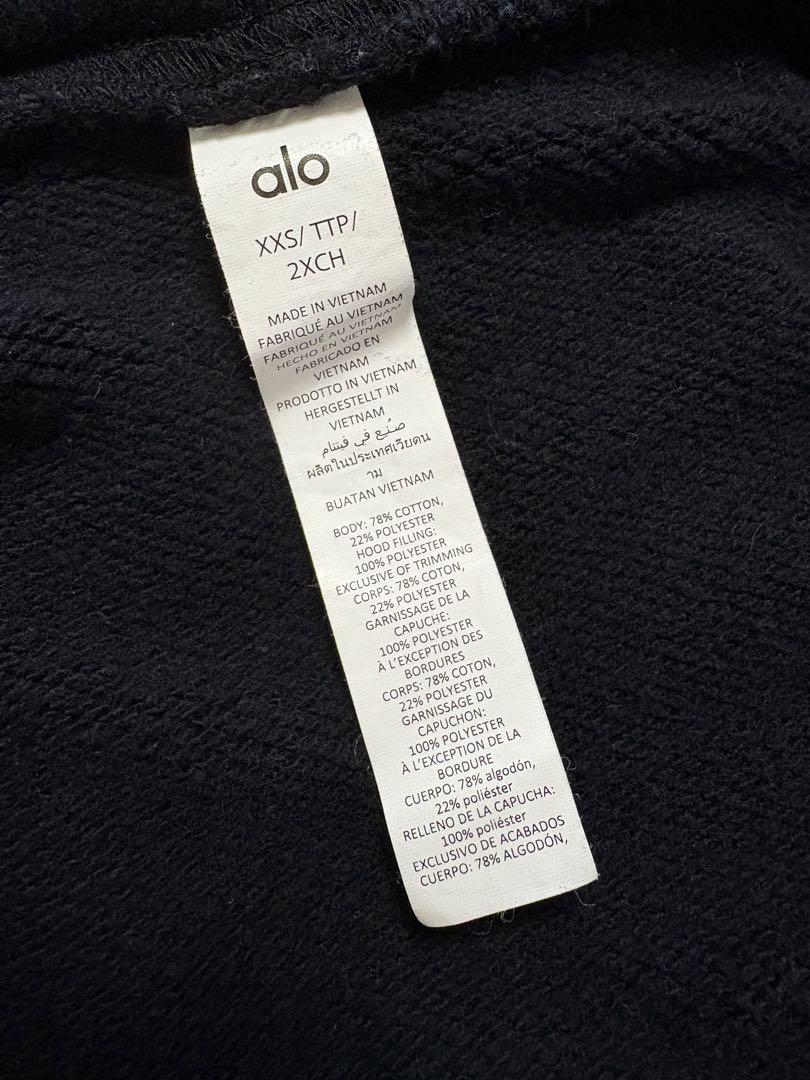 alo
XXS/ TTP/
2XCH
MADE IN VIETNAM
FABRIQUÉ AU VIETNAM
FABRIQUÉ AU VIETNAM
HECHO EN VIETNAM
FABRICADO EN
VIETNAM
PRODOTTO IN VIETNAM
HERGESTELLT IN
VIETNAM
صُنع في فيتنام
ผลิตในประเทศเวียดน
าม
BUATAN VIETNAM
BODY: 78% COTTON,
22% POLYESTER
HOOD FILLING:
100% POLYESTER
EXCLUSIVE OF TRIMMING
CORPS: 78% COTON,
22% POLYESTER
GARNISSAGE DE LA
CAPUCHE:
100% POLYESTER
À L'EXCEPTION DES
BORDURES
CORPS: 78% COTON,
22% POLYESTER
GARNISSAGE DU
CAPUCHON:
100% POLYESTER
À L'EXCEPTION DE LA
BORDURE
CUERPO: 78% algodón,
22% poliéster
RELLENO DE LA CAPUCHA:
100% poliéster
EXCLUSIVO DE ACABADOS
CUERPO: 78% ALGODÓN,